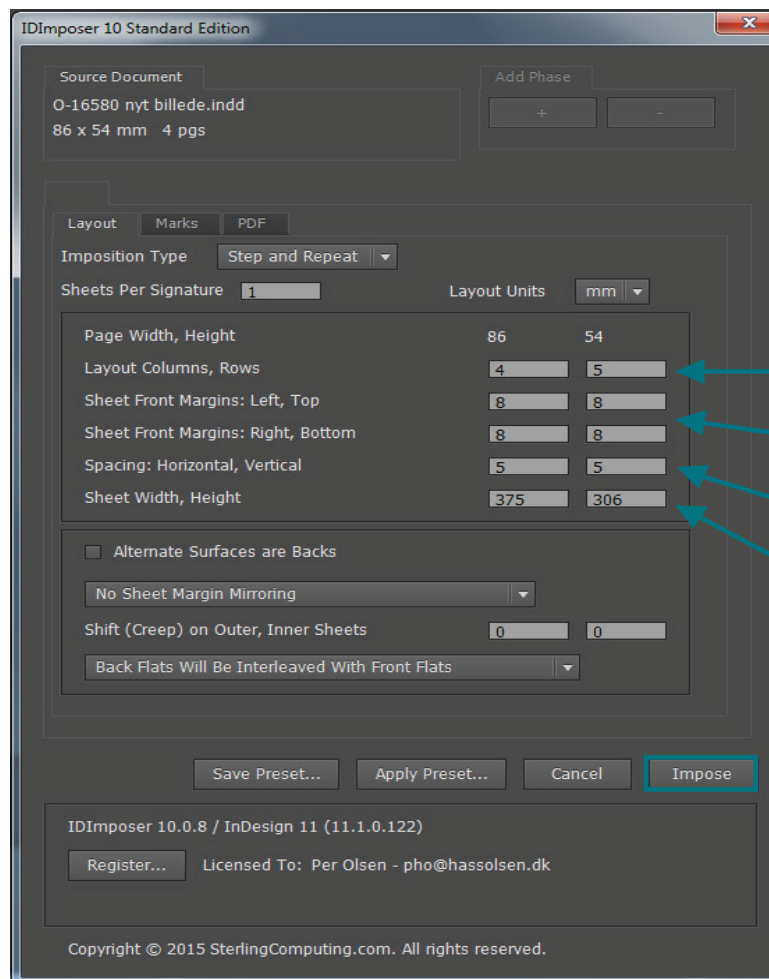 IDImposer 10 Standard Edition
Source Document
Add Phase
O-16580 nyt billede.indd
86 x 54 mm 4 pgs
+ -
Layout Marks PDF
Imposition Type Step and Repeat
Sheets Per Signature 1 Layout Units mm
Page Width, Height 86 54
Layout Columns, Rows 4 5
Sheet Front Margins: Left, Top 8 8
Sheet Front Margins: Right, Bottom 8 8
Spacing: Horizontal, Vertical 5 5
Sheet Width, Height 375 306
Alternate Surfaces are Backs
No Sheet Margin Mirroring
Shift (Creep) on Outer, Inner Sheets 0 0
Back Flats Will Be Interleaved With Front Flats
Save Preset... Apply Preset... Cancel Impose
IDImposer 10.0.8 / InDesign 11 (11.1.0.122)
Register... Licensed To: Per Olsen - pho@hassolsen.dk
Copyright © 2015 SterlingComputing.com. All rights reserved.